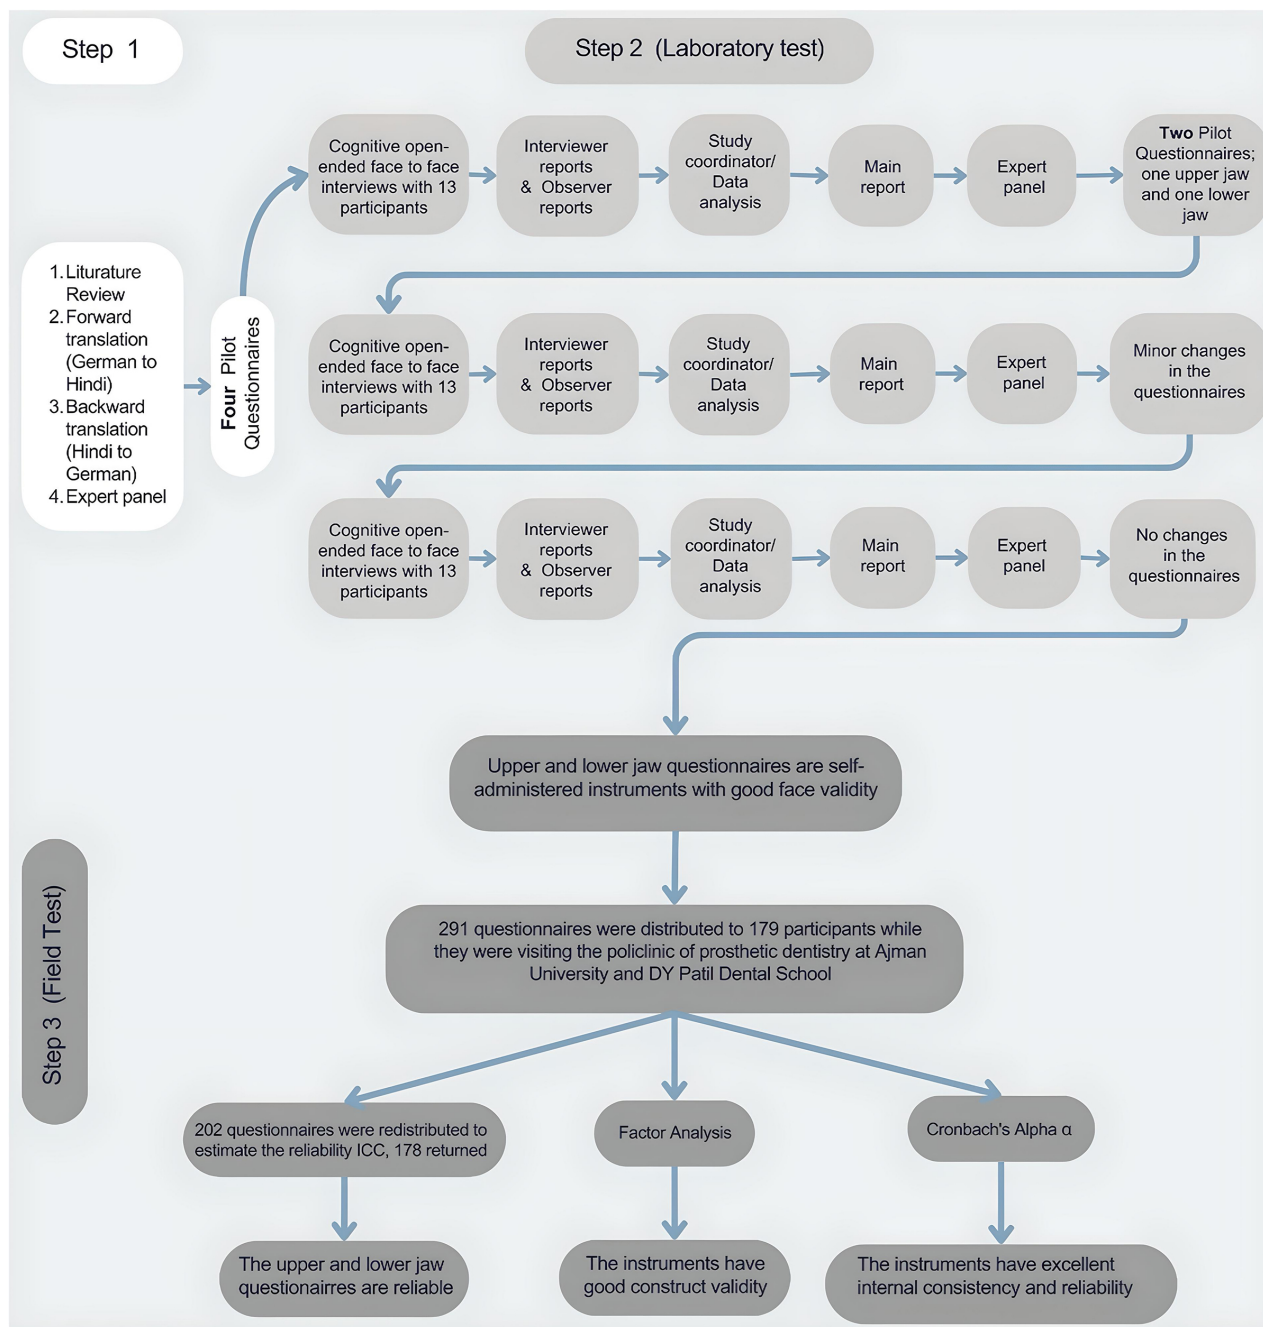 Step 1
Step 2 (Laboratory test)
Cognitive open-
ended face to face
interviews with 13
participants
Interviewer
reports
& Observer
reports
Study
coordinator/
Data
analysis
Main
report
Expert
panel
Two Pilot
Questionnaires;
one upper jaw
and one lower
jaw
1. Liturature
Review
2. Forward
translation
(German to
Hindi)
3. Backward
translation
(Hindi to
German)
4. Expert panel
Four Pilot
Questionnaires
Cognitive open-
ended face to face
interviews with 13
participants
Interviewer
reports
& Observer
reports
Study
coordinator/
Data
analysis
Main
report
Expert
panel
Minor changes
in the
questionnaires
Cognitive open-
ended face to face
interviews with 13
participants
Interviewer
reports
& Observer
reports
Study
coordinator/
Data
analysis
Main
report
Expert
panel
No changes
in the
questionnaires
Upper and lower jaw questionnaires are self-
administered instruments with good face validity
Step 3 (Field Test)
291 questionnaires were distributed to 179 participants while
they were visiting the policlinic of prosthetic dentistry at Ajman
University and DY Patil Dental School
202 questionnaires were redistributed to
estimate the reliability ICC, 178 returned
Factor Analysis
Cronbach's Alpha α
The upper and lower jaw
questionairres are reliable
The instruments have
good construct validity
The instruments have excellent
internal consistency and reliability